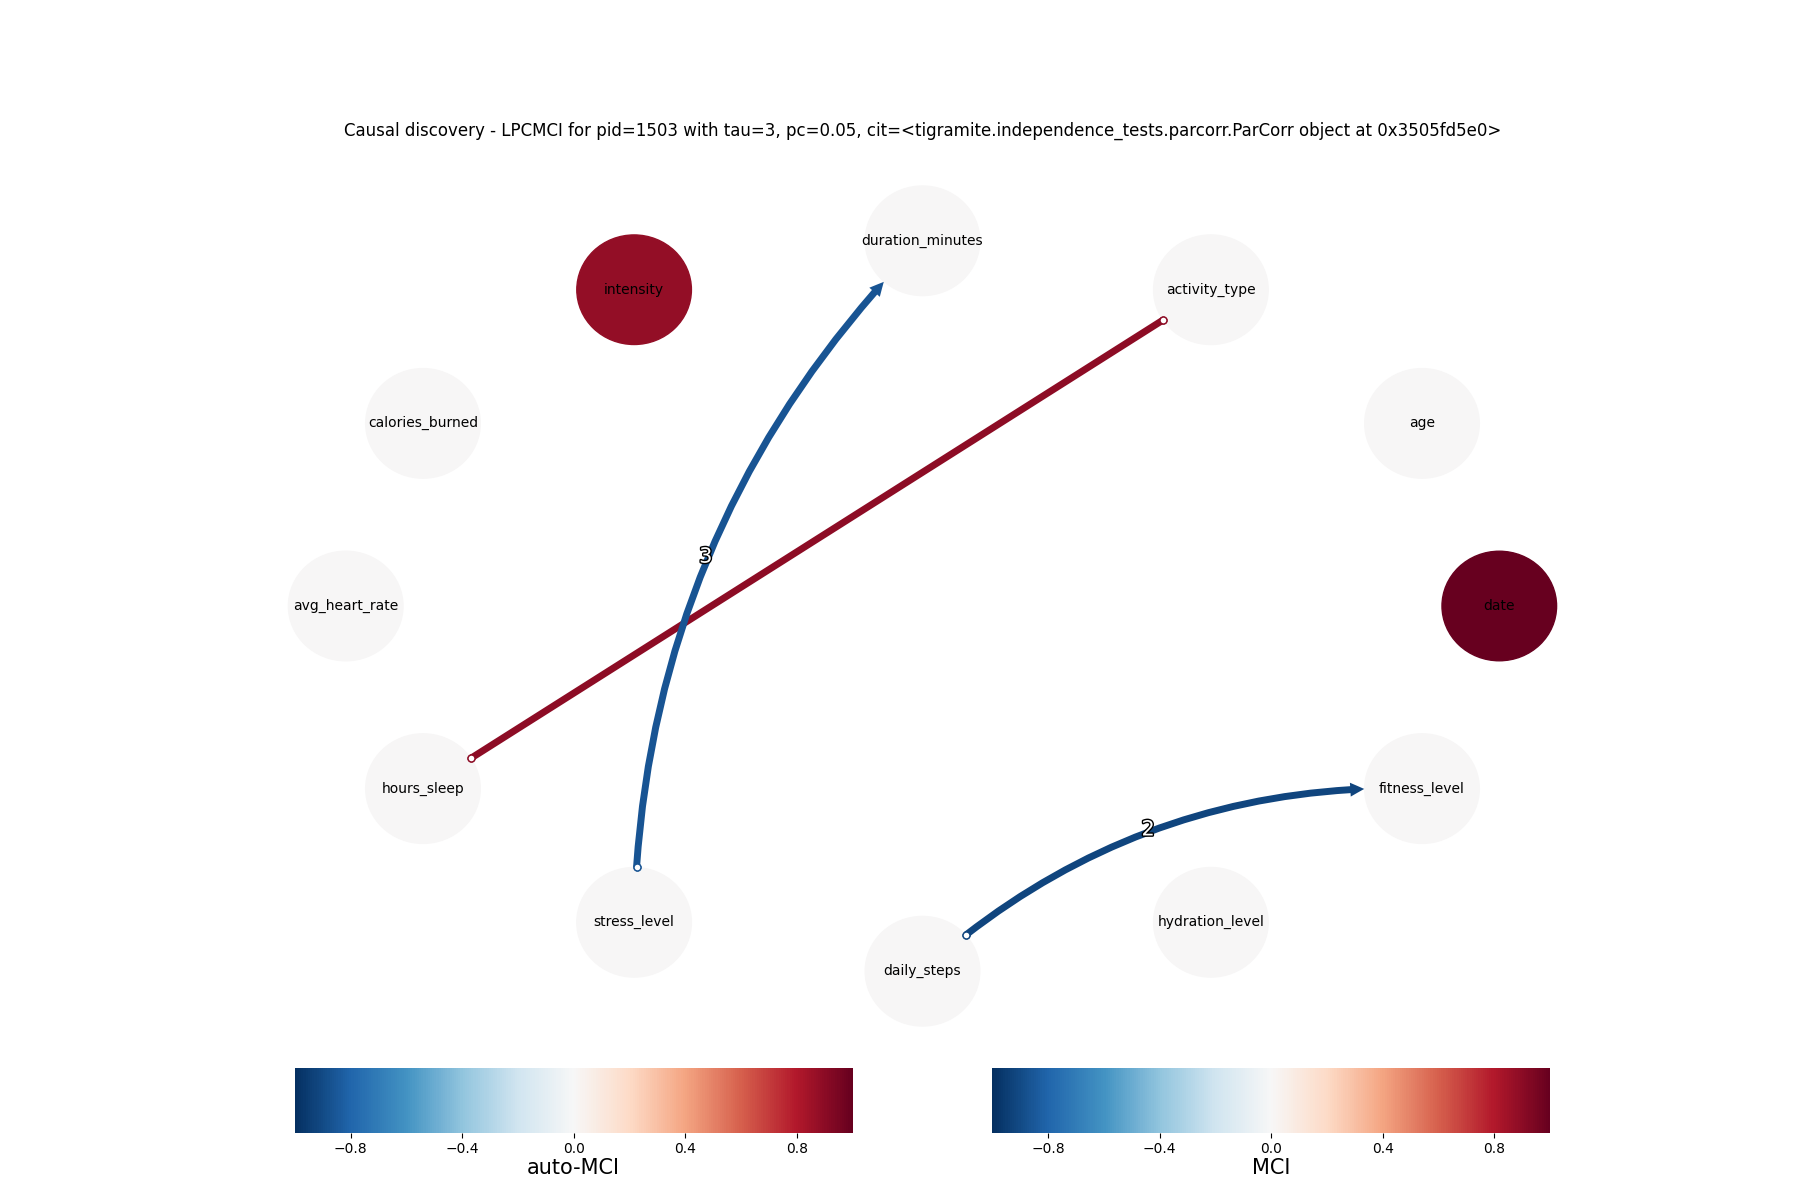 Causal discovery - LPCMCI for pid=1503 with tau=3, pc=0.05, cit=<tigramite.independence_tests.parcorr.ParCorr object at 0x3505fd5e0>
duration_minutes
intensity
activity_type
calories_burned
age
3
avg_heart_rate
date
hours_sleep
fitness_level
2
stress_level
hydration_level
daily_steps
−0.8 −0.4 0.0 0.4 0.8
auto-MCI
−0.8 −0.4 0.0 0.4 0.8
MCI